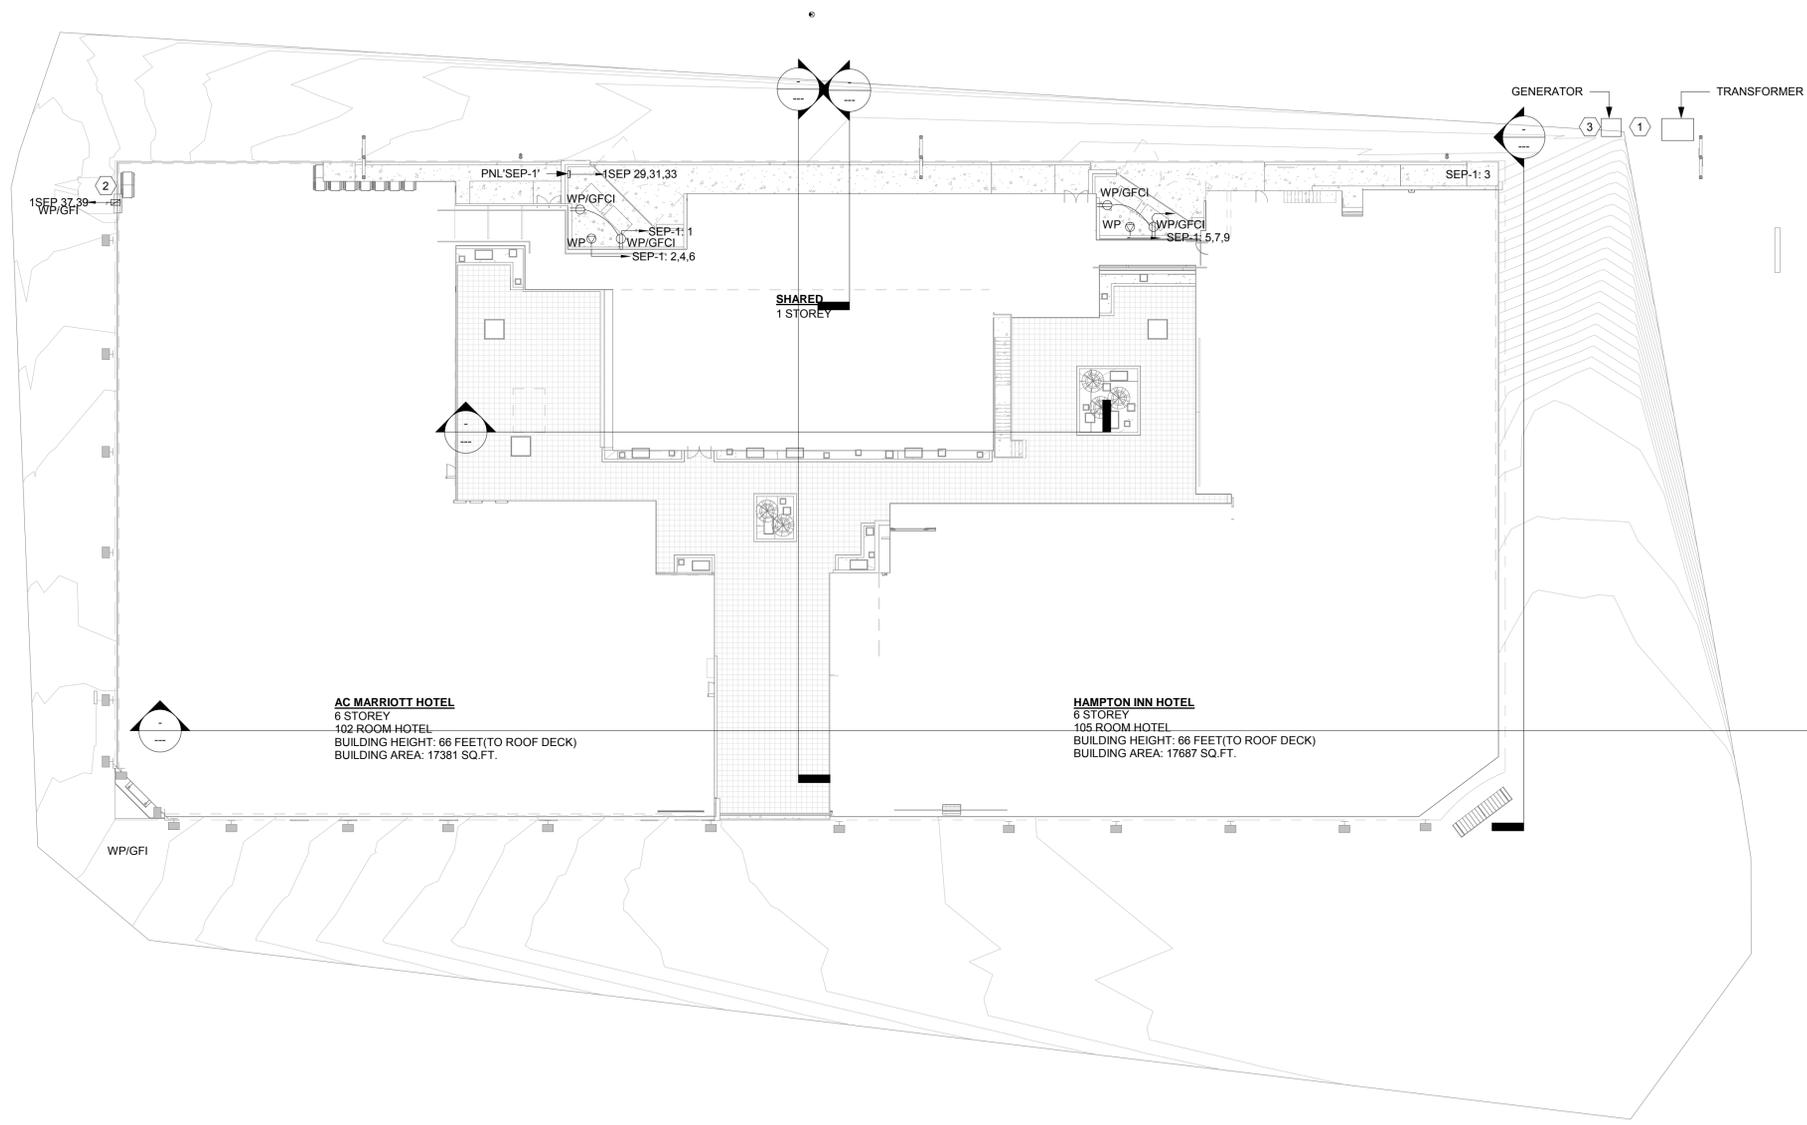 GENERATOR
TRANSFORMER
3
1
-
---
-
---
-
---
PNL'SEP-1'
1SEP 29,31,33
SEP-1: 3
2
1SEP 37,39
WP/GFI
WP/GFCI
WP
WP/GFCI
SEP-1: 1
SEP-1: 2,4,6
WP/GFCI
WP
WP/GFCI
SEP-1: 5,7,9
SHARED
1 STOREY
-
---
-
---
AC MARRIOTT HOTEL
6 STOREY
102 ROOM HOTEL
BUILDING HEIGHT: 66 FEET(TO ROOF DECK)
BUILDING AREA: 17381 SQ.FT.
HAMPTON INN HOTEL
6 STOREY
105 ROOM HOTEL
BUILDING HEIGHT: 66 FEET(TO ROOF DECK)
BUILDING AREA: 17687 SQ.FT.
WP/GFI